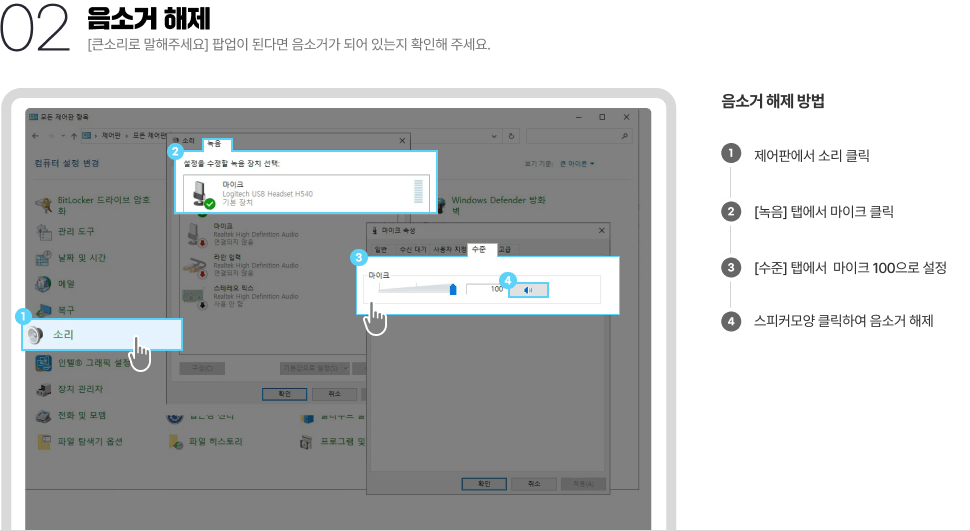 02
음소거 해제
[큰소리로 말해주세요] 팝업이 된다면 음소거가 되어 있는지 확인해 주세요.
모든 제어판 항목
제어판 › 모든 제어판
컴퓨터 설정 변경
보기 기준: 큰 아이콘
BitLocker 드라이브 암호
화
관리 도구
날짜 및 시간
메일
복구
1
소리
인텔® 그래픽 설정
장치 관리자
전화 및 모뎀
파일 탐색기 옵션
파일 히스토리
프로그램 및
Windows Defender 방화
벽
소리
녹음
2
설정을 수정할 녹음 장치 선택:
마이크
Logitech USB Headset H540
기본 장치
마이크
Realtek High Definition Audio
연결되지 않음
라인 입력
Realtek High Definition Audio
연결되지 않음
스테레오 믹스
Realtek High Definition Audio
사용 안 함
구성(C)
기본값으로 설정(S)
확인
취소
마이크 속성
일반
수신 대기
사용자 지정
수준
고급
3
마이크
100
4
확인
취소
적용(A)
음소거 해제 방법
1 제어판에서 소리 클릭
2 [녹음] 탭에서 마이크 클릭
3 [수준] 탭에서 마이크 100으로 설정
4 스피커모양 클릭하여 음소거 해제